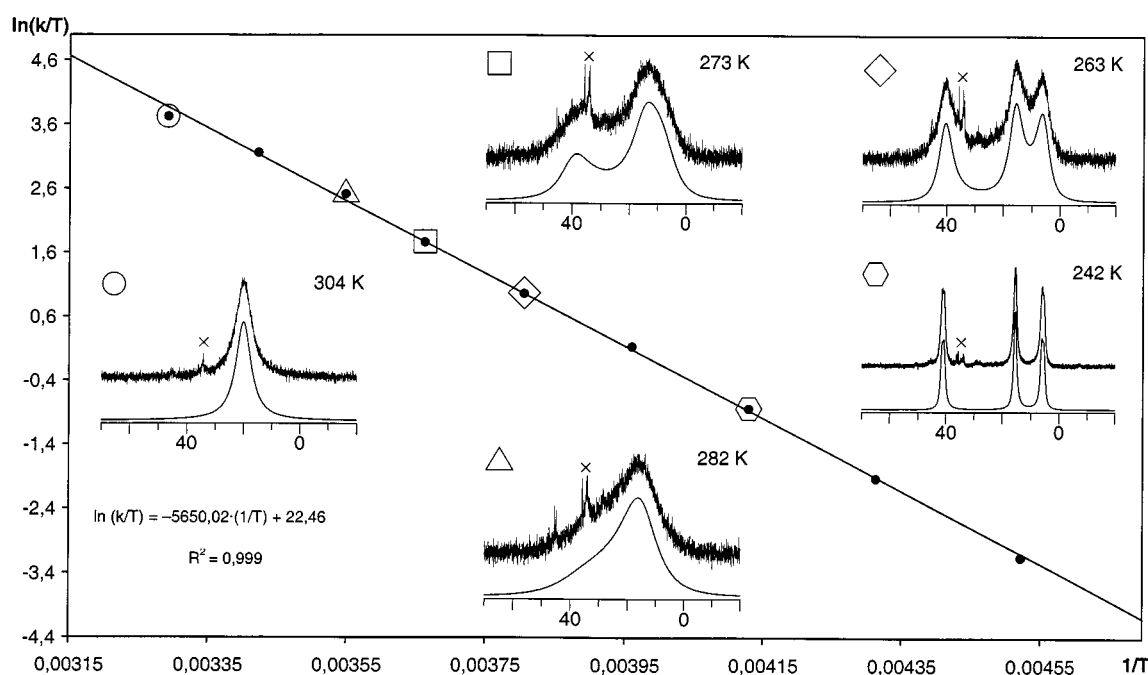 ln(k/T)
4,6
3,6
2,6
1,6
0,6
-0,4
-1,4
-2,4
-3,4
-4,4
273 K
×
40 0
263 K
×
40 0
304 K
×
40 0
242 K
×
40 0
282 K
×
40 0
ln (k/T) = –5650,02·(1/T) + 22,46
R² = 0,999
0,00315 0,00335 0,00355 0,00375 0,00395 0,00415 0,00435 0,00455 1/T